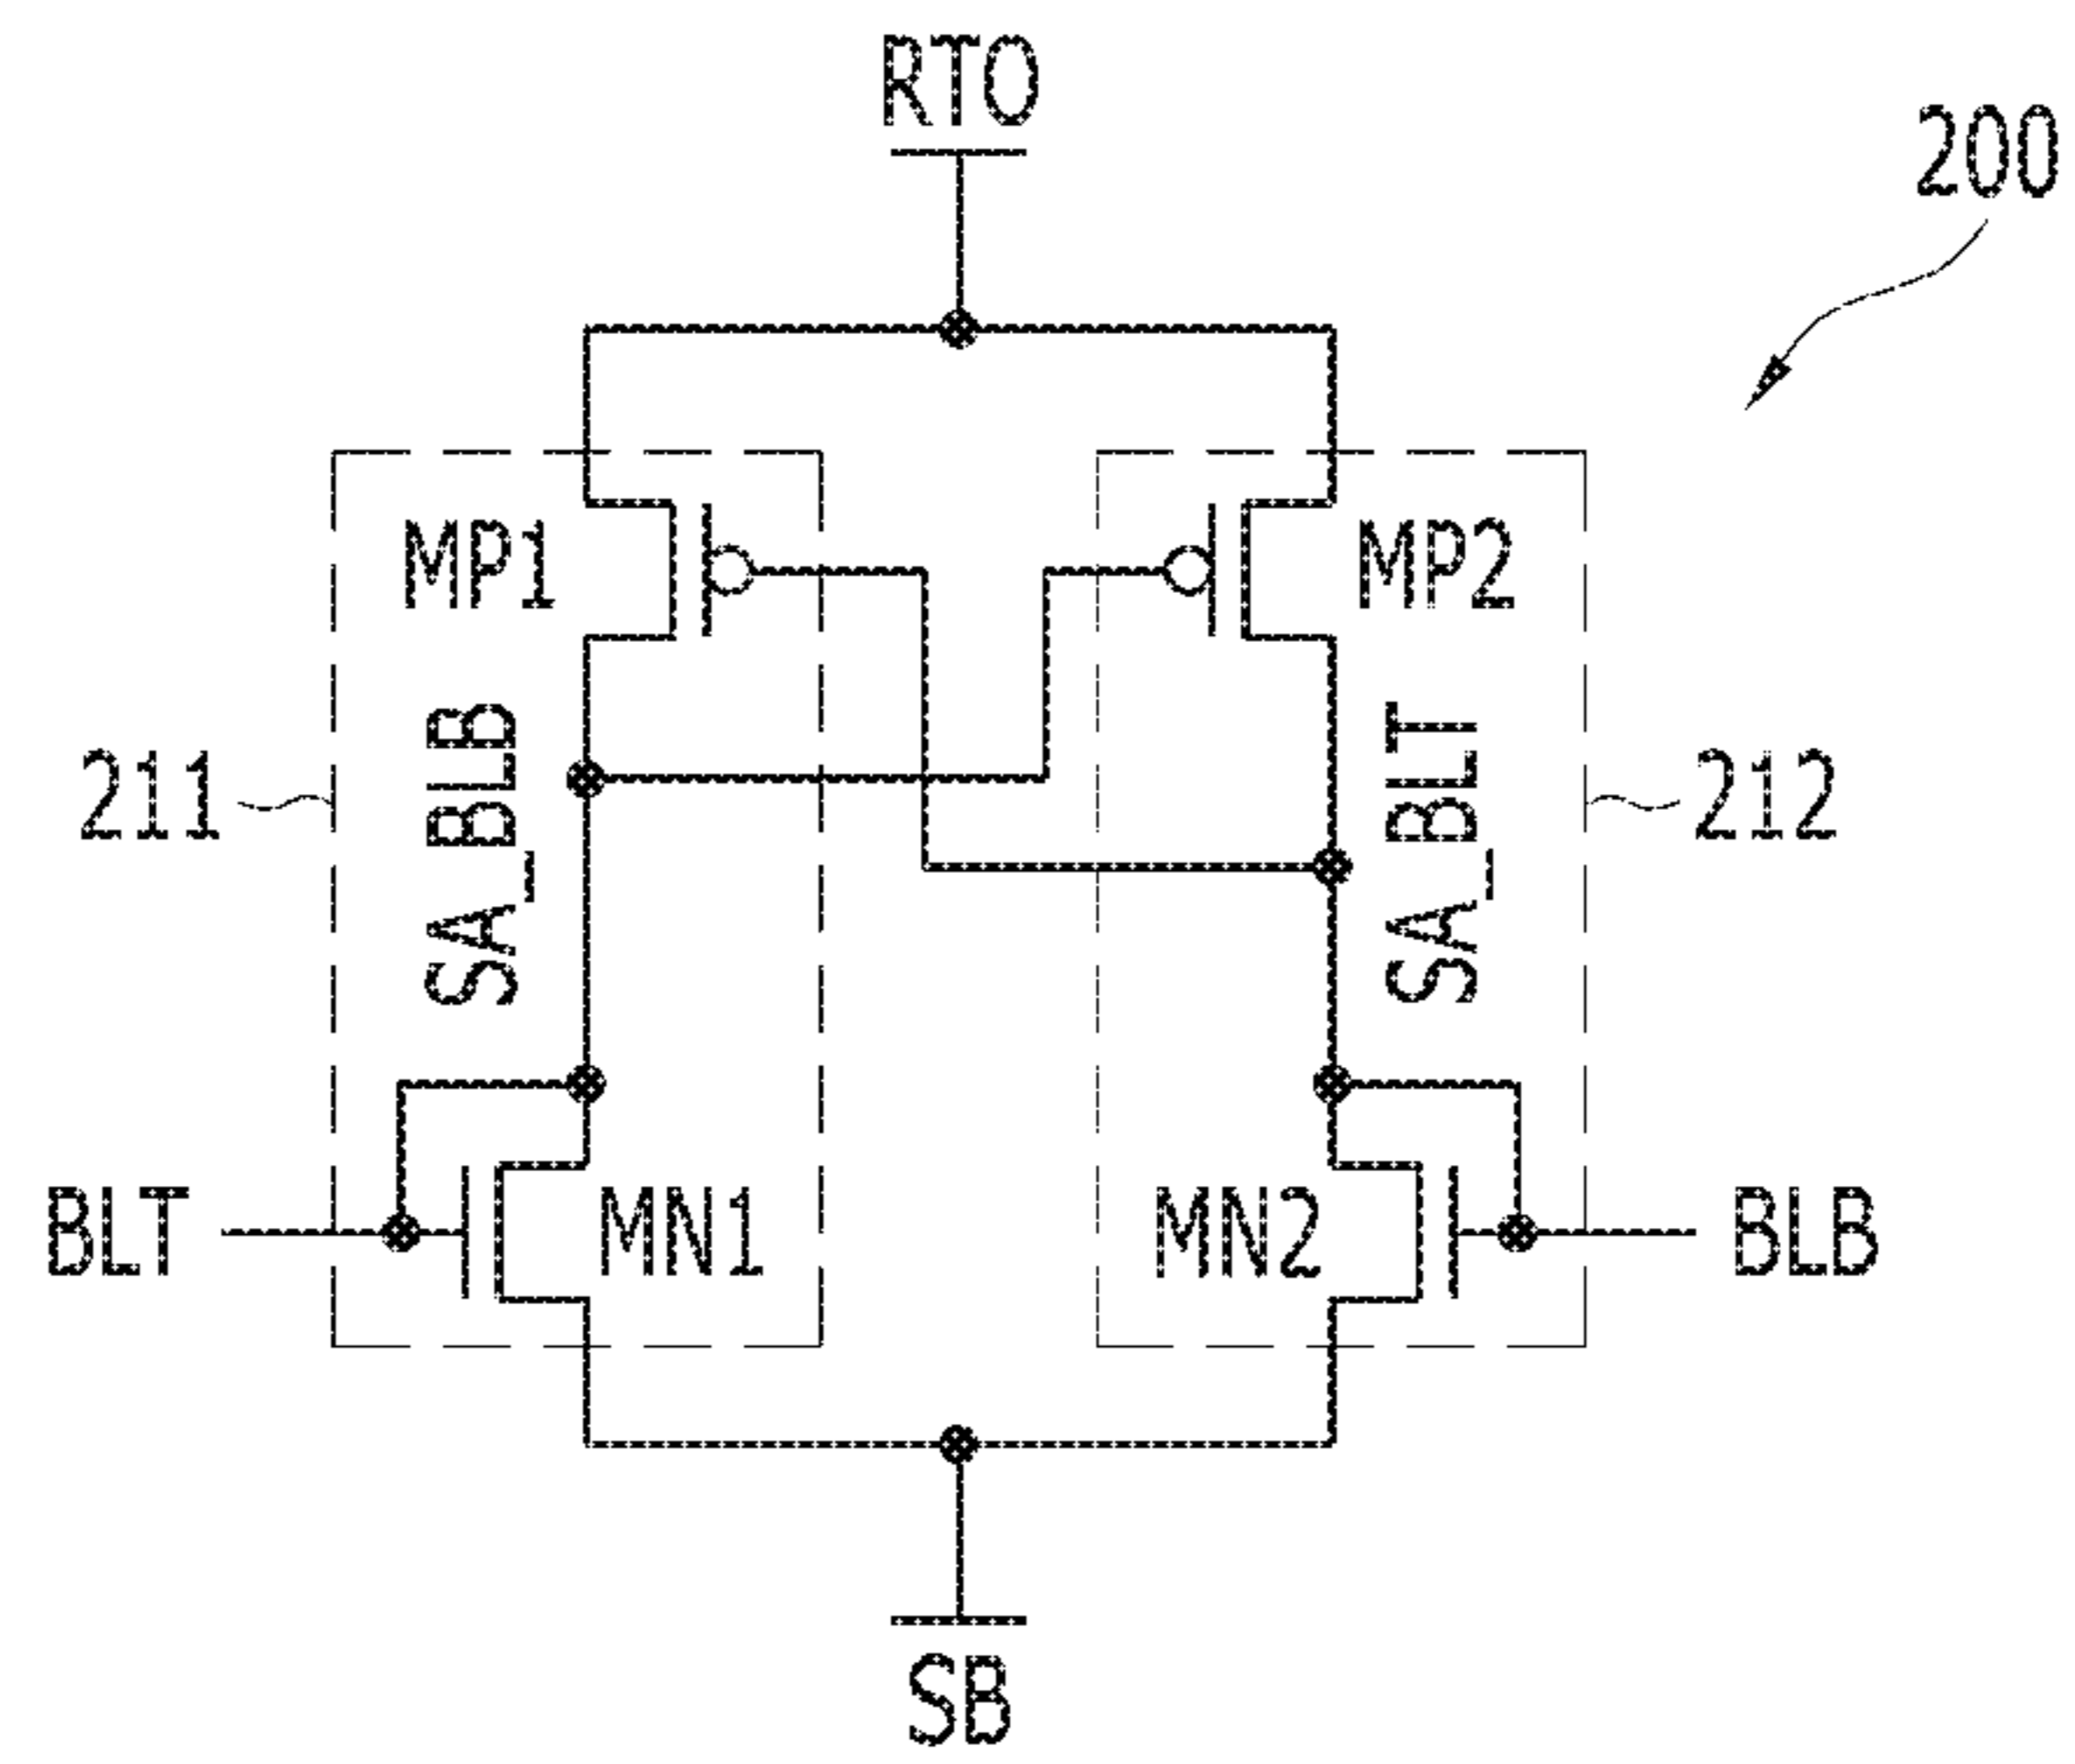 RTO
200
MP1
MP2
211
SA_BLB
SA_BLT
212
BLT
MN1
MN2
BLB
SB